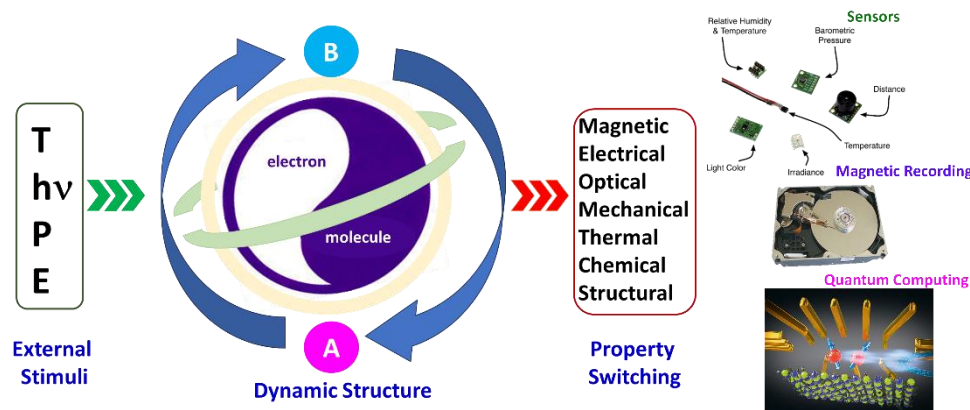 T
hν
P
E
External
Stimuli
B
electron
molecule
A
Dynamic Structure
Magnetic
Electrical
Optical
Mechanical
Thermal
Chemical
Structural
Property
Switching
Sensors
Relative Humidity
& Temperature
Barometric
Pressure
Distance
Temperature
Light Color
Irradiance
Magnetic Recording
Quantum Computing